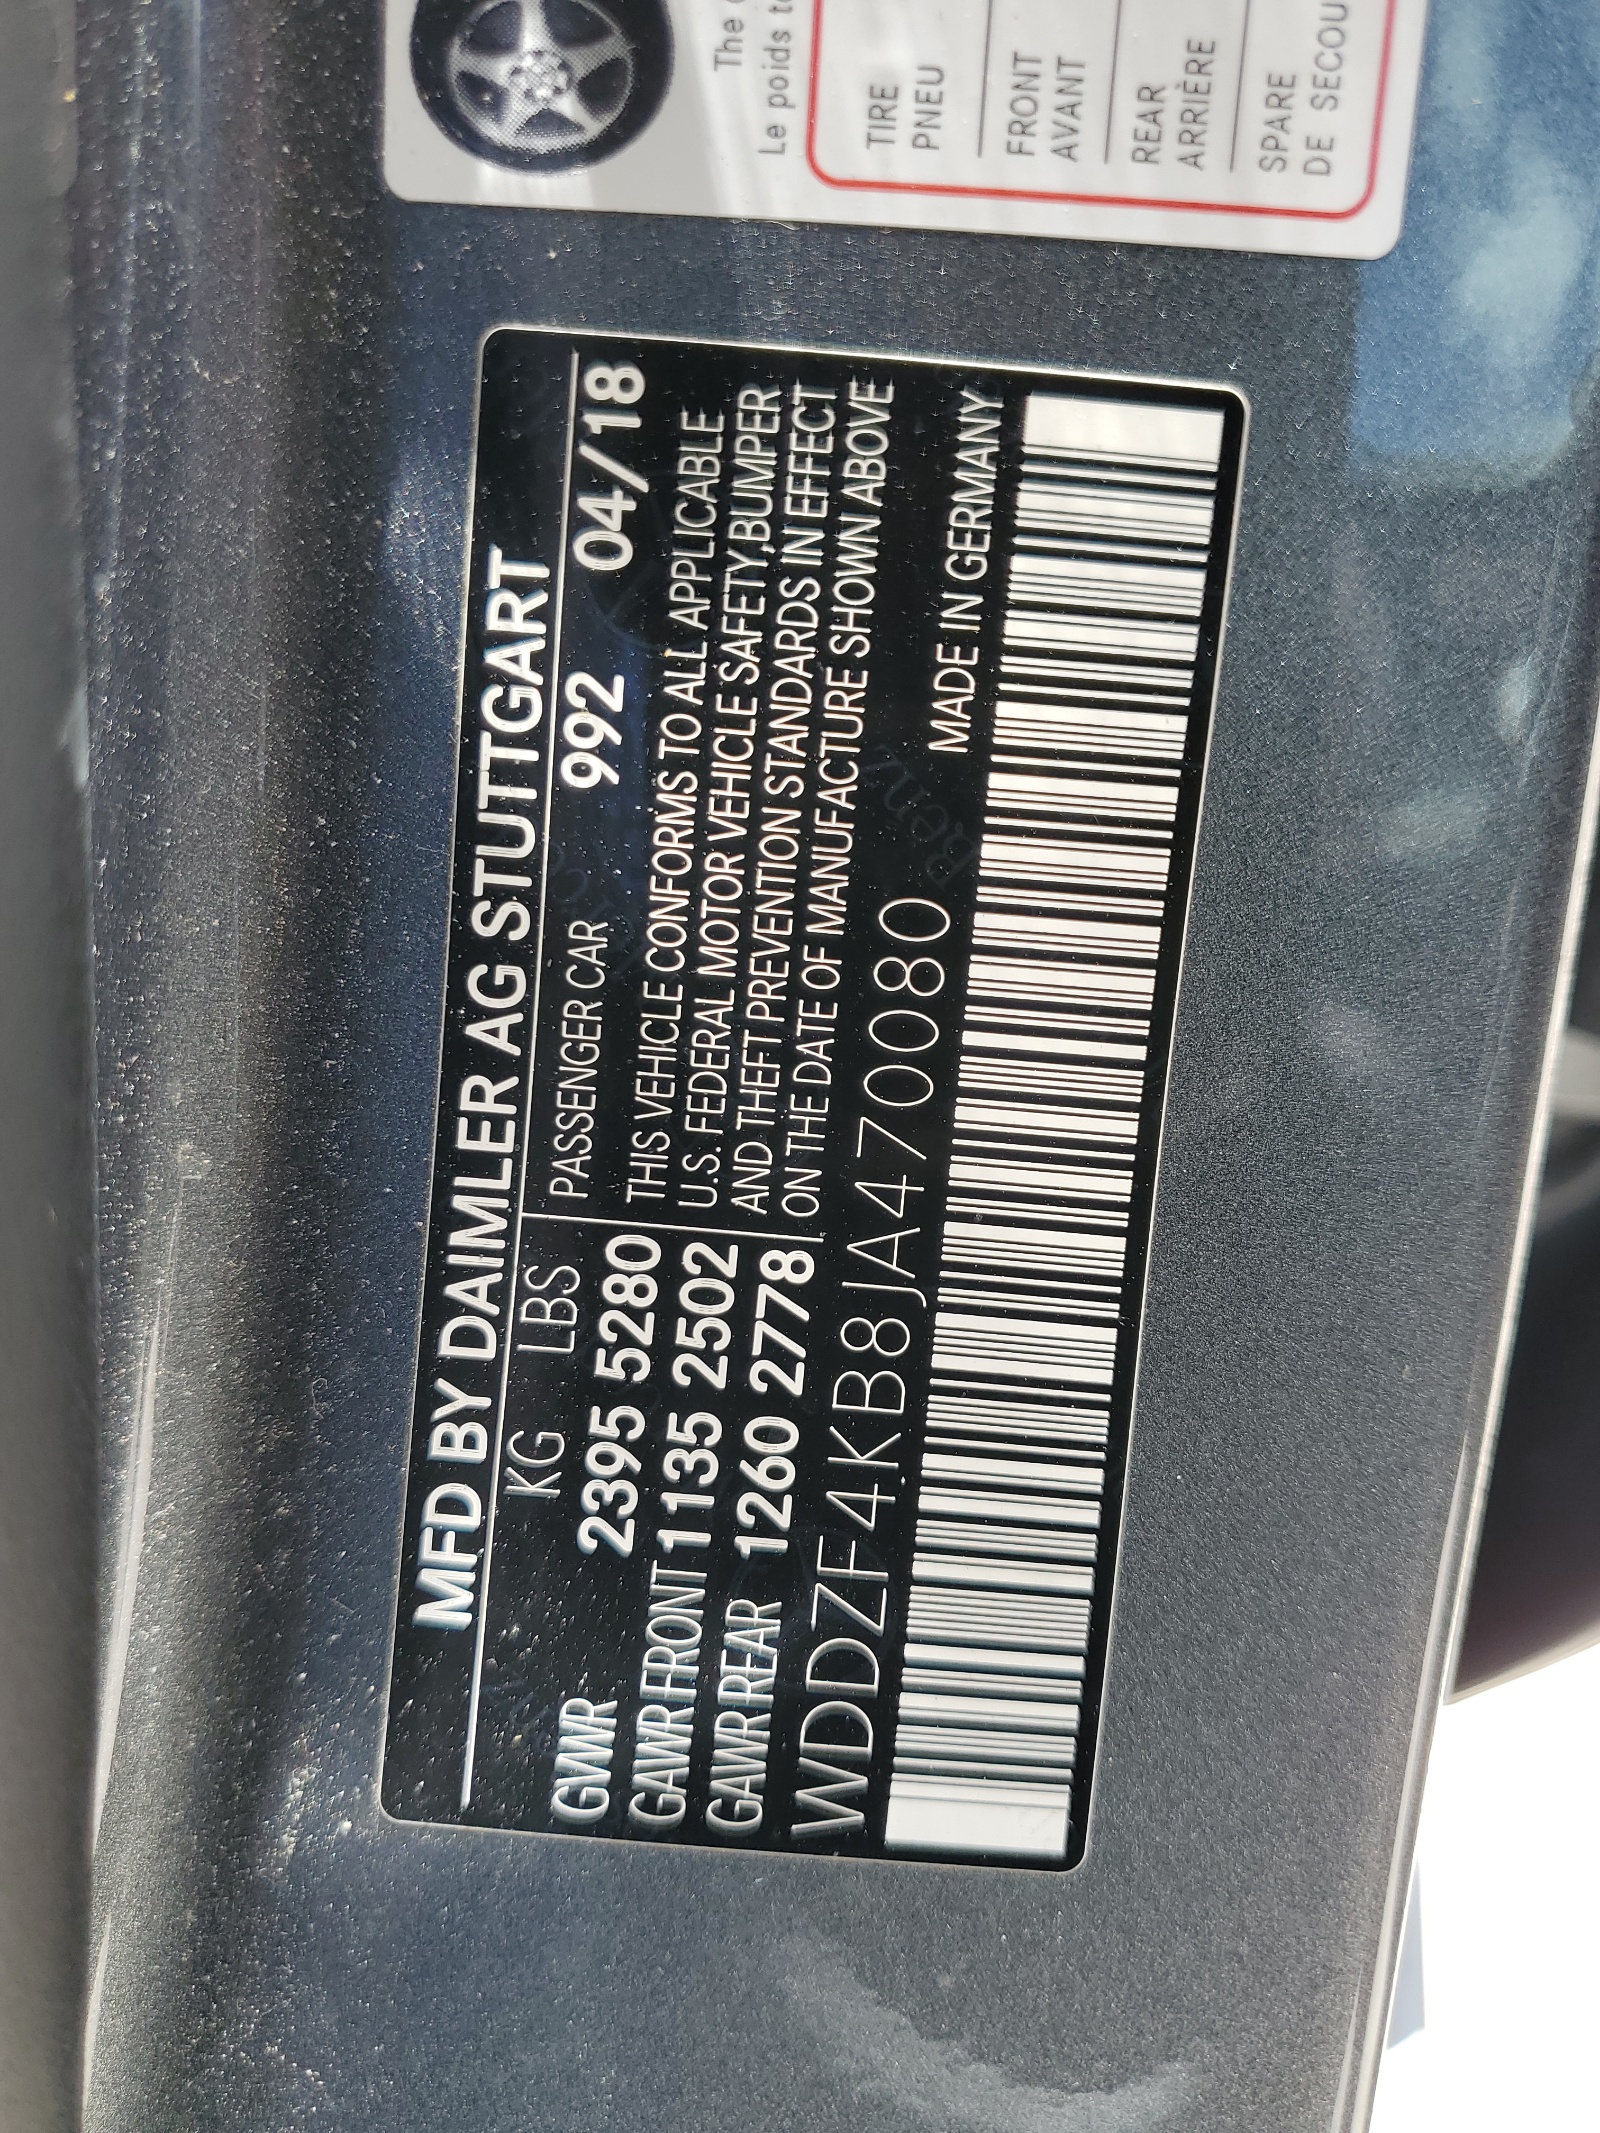 MFD BY DAIMLER AG STUTTGART
KG LBS
GVWR 2395 5280
GAWR FRONT 1135 2502
GAWR REAR 1260 2778
PASSENGER CAR 992 04/18
THIS VEHICLE CONFORMS TO ALL APPLICABLE
U.S. FEDERAL MOTOR VEHICLE SAFETY,BUMPER
AND THEFT PREVENTION STANDARDS IN EFFECT
ON THE DATE OF MANUFACTURE SHOWN ABOVE
WDDZF4KB8JA470080
MADE IN GERMANY
The
Le poids
TIRE
PNEU
FRONT
AVANT
REAR
ARRIÈRE
SPARE
DE SECOU